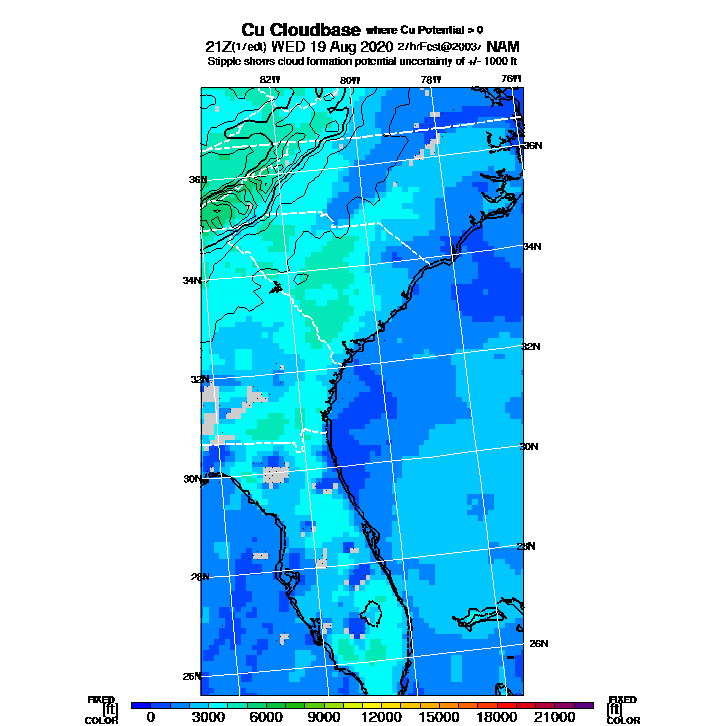 Cu Cloudbase where Cu Potential > 0
21Z(17edt) WED 19 Aug 2020 27hrFcst@2003z NAM
Stipple shows cloud formation potential uncertainty of +/- 1000 ft
82W 80W 78W 76W
36N
36N
34N
34N
32N
32N
30N
30N
28N
28N
26N
26N
FIXED FIXED
[ft] [ft]
COLOR 0 3000 6000 9000 12000 15000 18000 21000 COLOR